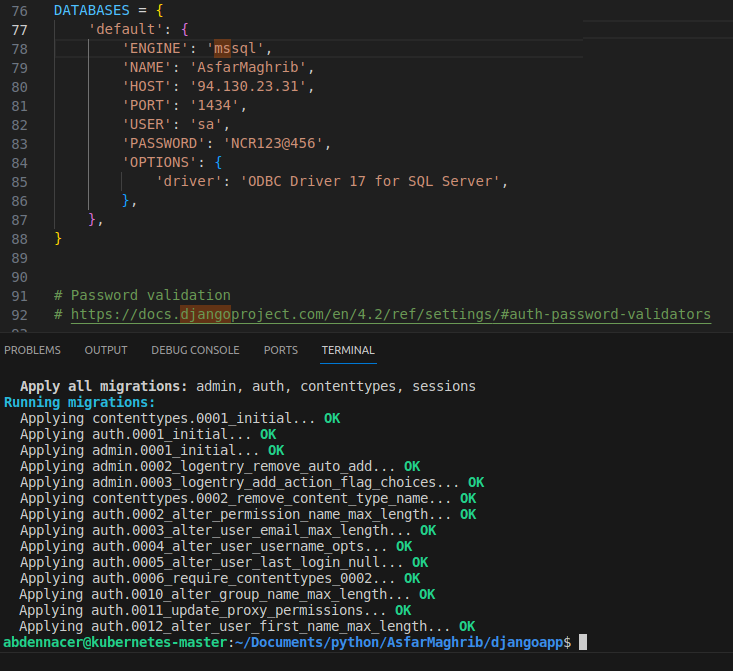 76 DATABASES = {
77     'default': {
78         'ENGINE': 'mssql',
79         'NAME': 'AsfarMaghrib',
80         'HOST': '94.130.23.31',
81         'PORT': '1434',
82         'USER': 'sa',
83         'PASSWORD': 'NCR123@456',
84         'OPTIONS': {
85             'driver': 'ODBC Driver 17 for SQL Server',
86         },
87     },
88 }
89
90
91 # Password validation
92 # https://docs.djangoproject.com/en/4.2/ref/settings/#auth-password-validators
PROBLEMS OUTPUT DEBUG CONSOLE PORTS TERMINAL
  Apply all migrations: admin, auth, contenttypes, sessions
Running migrations:
  Applying contenttypes.0001_initial... OK
  Applying auth.0001_initial... OK
  Applying admin.0001_initial... OK
  Applying admin.0002_logentry_remove_auto_add... OK
  Applying admin.0003_logentry_add_action_flag_choices... OK
  Applying contenttypes.0002_remove_content_type_name... OK
  Applying auth.0002_alter_permission_name_max_length... OK
  Applying auth.0003_alter_user_email_max_length... OK
  Applying auth.0004_alter_user_username_opts... OK
  Applying auth.0005_alter_user_last_login_null... OK
  Applying auth.0006_require_contenttypes_0002... OK
  Applying auth.0010_alter_group_name_max_length... OK
  Applying auth.0011_update_proxy_permissions... OK
  Applying auth.0012_alter_user_first_name_max_length... OK
abdennacer@kubernetes-master:~/Documents/python/AsfarMaghrib/djangoapp$